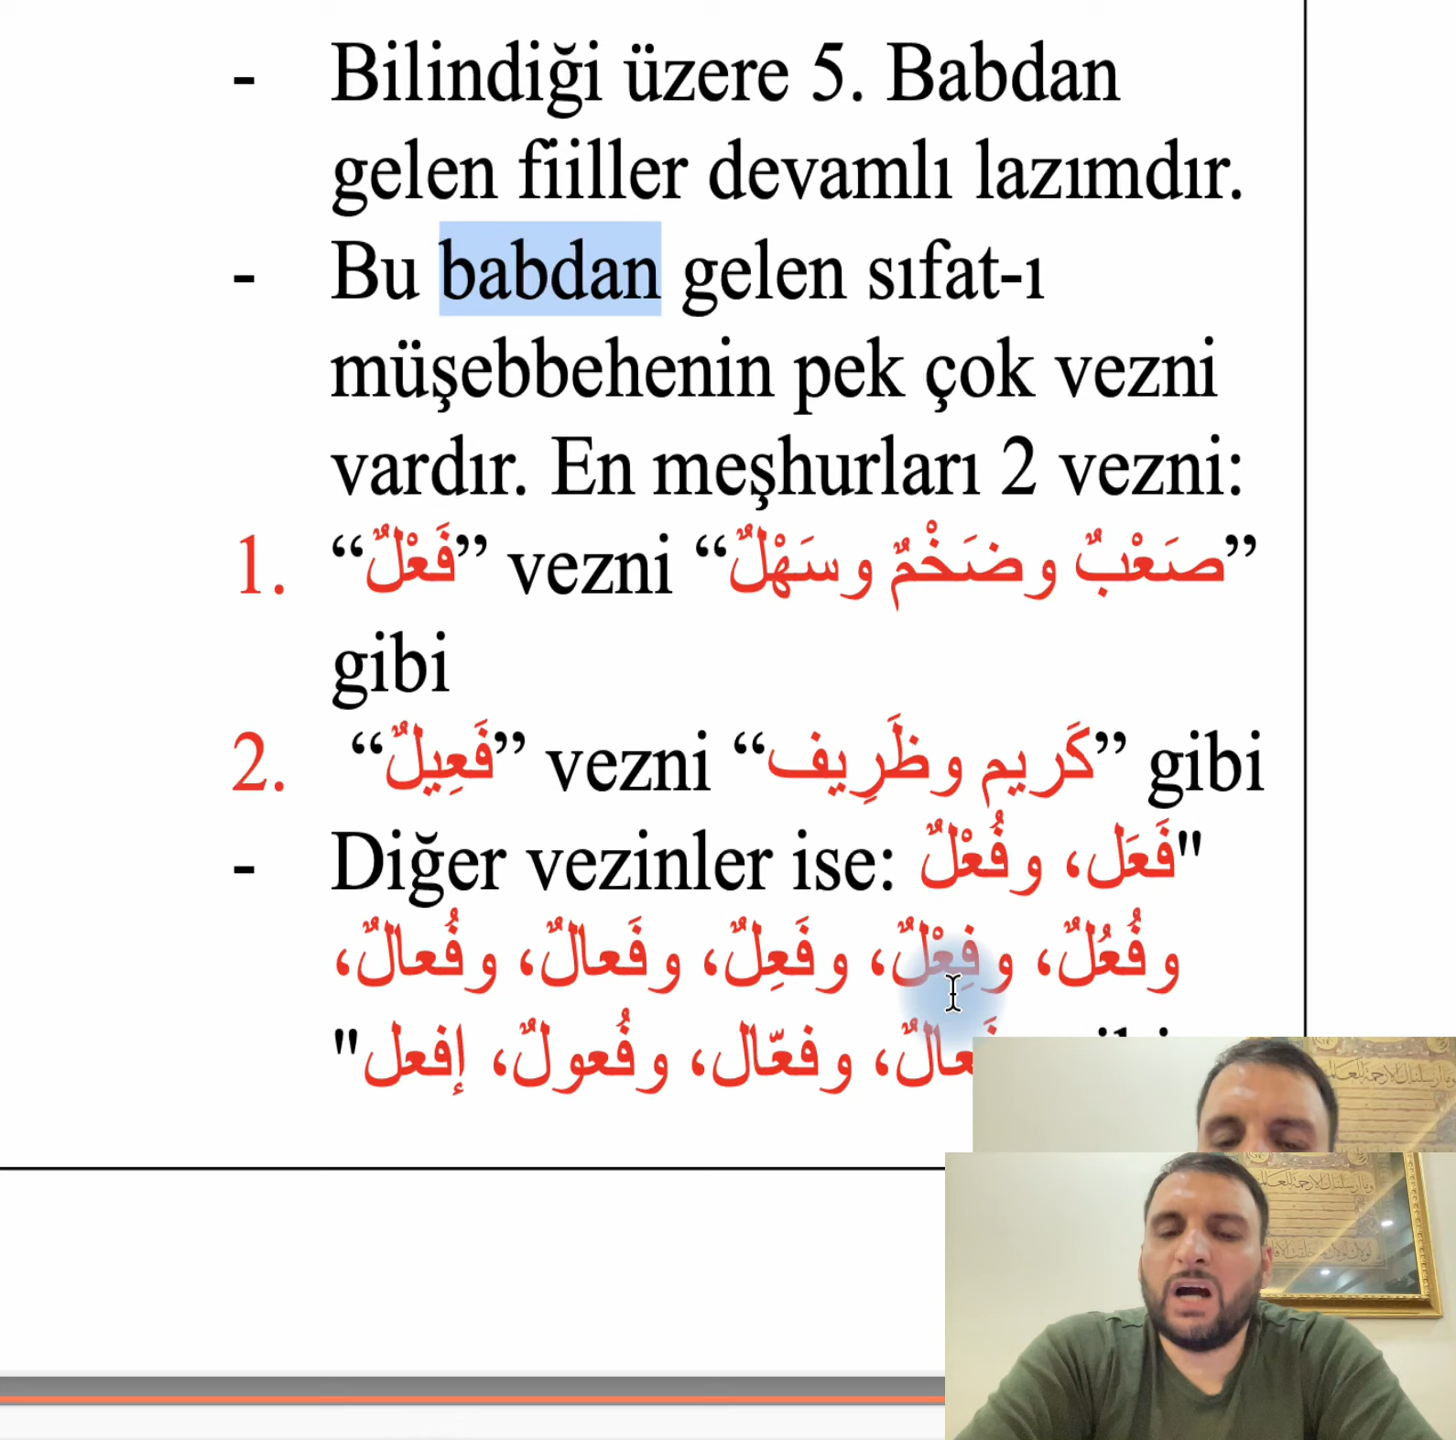 - Bilindiği üzere 5. Babdan
gelen fiiller devamlı lazımdır.
- Bu babdan gelen sıfat-ı
müşebbehenin pek çok vezni
vardır. En meşhurları 2 vezni:
1. “فَعْلٌ” vezni “صَعْبٌ وضَخْمٌ وسَهْلٌ”
gibi
2. “فَعِيلٌ” vezni “كَريم وظَرِيف” gibi
- Diğer vezinler ise: "فَعَل، وفُعْلٌ
وفُعُلٌ، وفِعْلٌ، وفَعِلٌ، وفَعالٌ، وفُعالٌ،
عالٌ، وفعّال، وفُعولٌ، إفعل"